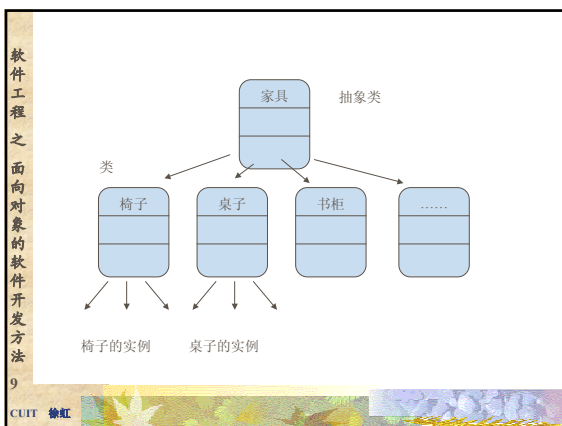 软件工程之面向对象的软件开发方法
9
CUIT 徐虹
家具
抽象类
类
椅子
桌子
书柜
……
椅子的实例
桌子的实例